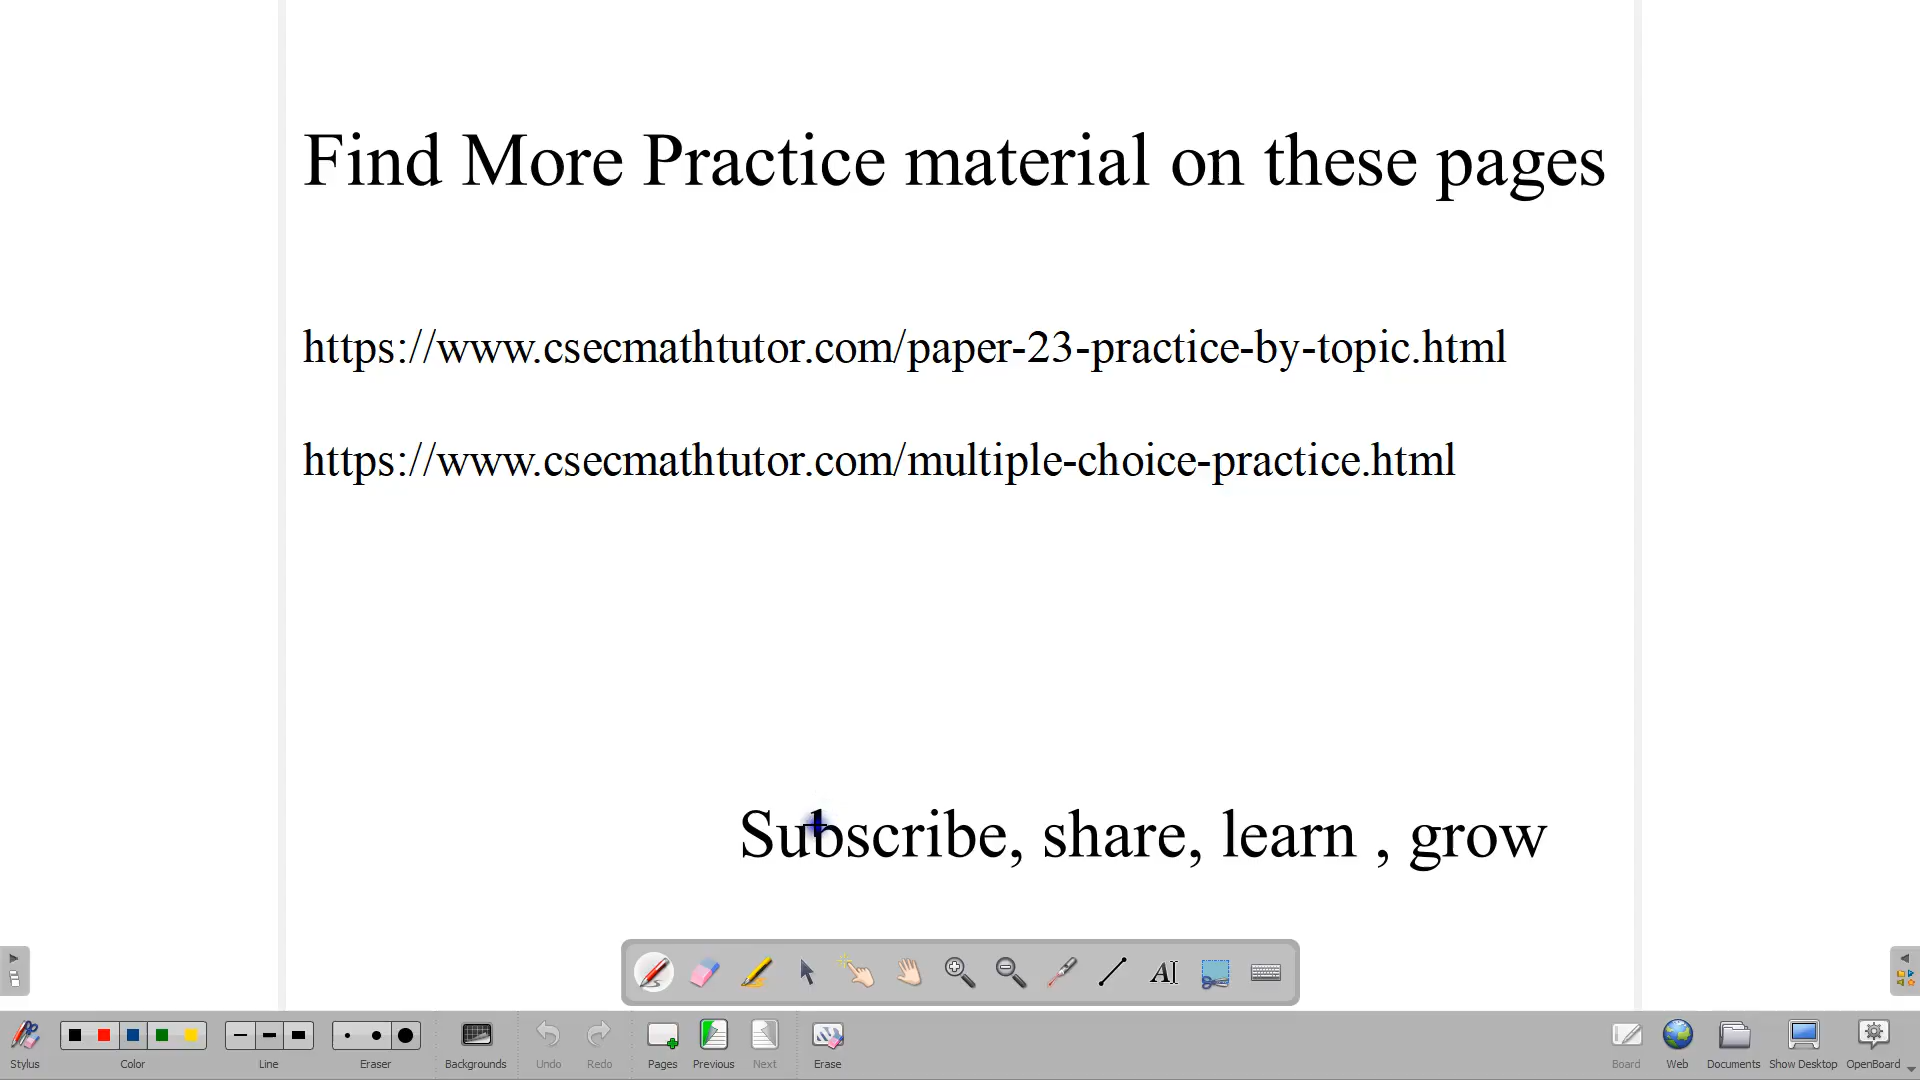 Find More Practice material on these pages
https://www.csecmathtutor.com/paper-23-practice-by-topic.html
https://www.csecmathtutor.com/multiple-choice-practice.html
Subscribe, share, learn , grow
AI
Stylus Color Line Eraser Backgrounds Undo Redo Pages Previous Next Erase Board Web Documents Show Desktop OpenBoard